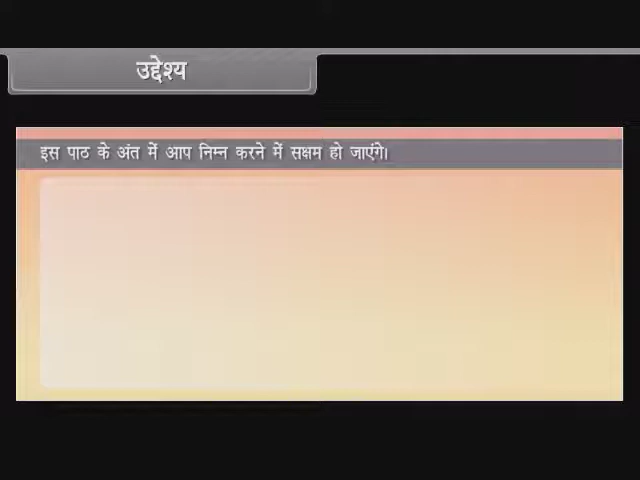 उद्देश्य
इस पाठ के अंत में आप निम्न करने में सक्षम हो जाएंगे।